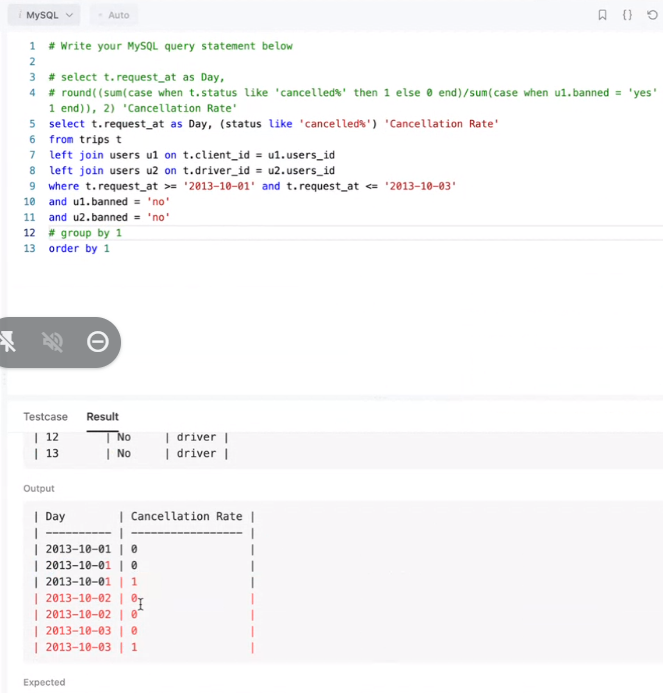 MySQL
Auto
{}
1 # Write your MySQL query statement below
2
3 # select t.request_at as Day,
4 # round((sum(case when t.status like 'cancelled%' then 1 else 0 end)/sum(case when u1.banned = 'yes'
1 end)), 2) 'Cancellation Rate'
5 select t.request_at as Day, (status like 'cancelled%') 'Cancellation Rate'
6 from trips t
7 left join users u1 on t.client_id = u1.users_id
8 left join users u2 on t.driver_id = u2.users_id
9 where t.request_at >= '2013-10-01' and t.request_at <= '2013-10-03'
10 and u1.banned = 'no'
11 and u2.banned = 'no'
12 # group by 1
13 order by 1
Testcase Result
| 12 | No | driver |
| 13 | No | driver |
Output
| Day | Cancellation Rate |
| ---------- | ----------------- |
| 2013-10-01 | 0 |
| 2013-10-01 | 0 |
| 2013-10-01 | 1 |
| 2013-10-02 | 0 |
| 2013-10-02 | 0 |
| 2013-10-03 | 0 |
| 2013-10-03 | 1 |
Expected